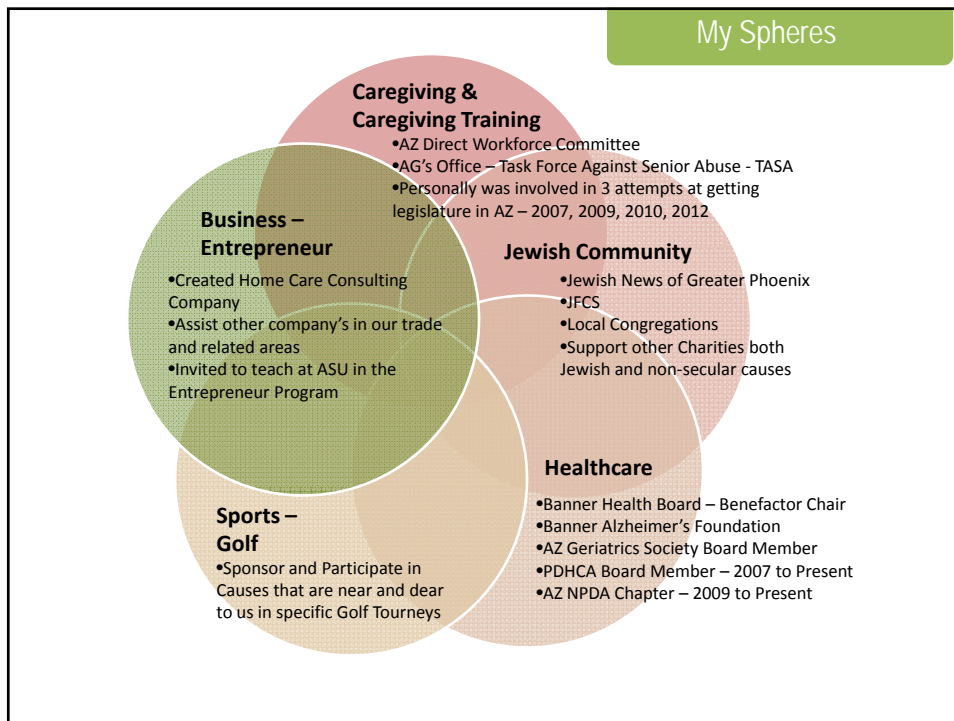 My Spheres
Caregiving &
Caregiving Training
•AZ Direct Workforce Committee
•AG's Office – Task Force Against Senior Abuse - TASA
•Personally was involved in 3 attempts at getting
legislature in AZ – 2007, 2009, 2010, 2012
Business –
Entrepreneur
•Created Home Care Consulting
Company
•Assist other company's in our trade
and related areas
•Invited to teach at ASU in the
Entrepreneur Program
Jewish Community
•Jewish News of Greater Phoenix
•JFCS
•Local Congregations
•Support other Charities both
Jewish and non-secular causes
Healthcare
•Banner Health Board – Benefactor Chair
•Banner Alzheimer's Foundation
•AZ Geriatrics Society Board Member
•PDHCA Board Member – 2007 to Present
•AZ NPDA Chapter – 2009 to Present
Sports –
Golf
•Sponsor and Participate in
Causes that are near and dear
to us in specific Golf Tourneys